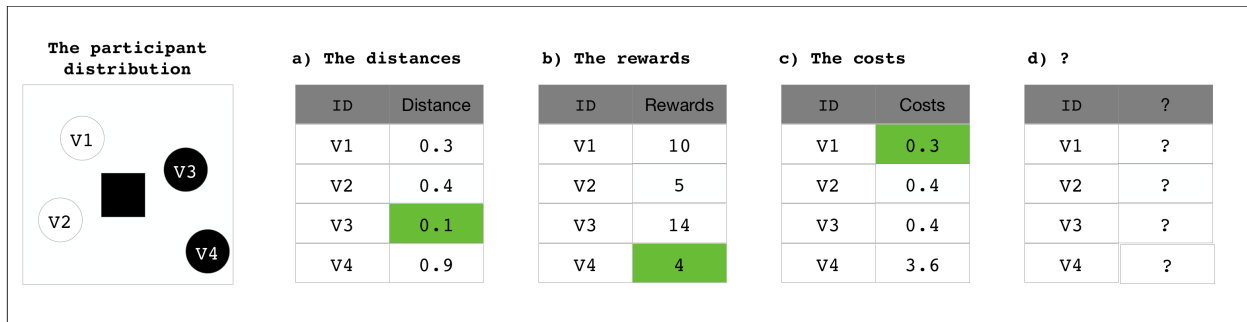 The participant
distribution
V1
V3
V2
V4
a) The distances
ID Distance
V1 0.3
V2 0.4
V3 0.1
V4 0.9
b) The rewards
ID Rewards
V1 10
V2 5
V3 14
V4 4
c) The costs
ID Costs
V1 0.3
V2 0.4
V3 0.4
V4 3.6
d) ?
ID ?
V1 ?
V2 ?
V3 ?
V4 ?